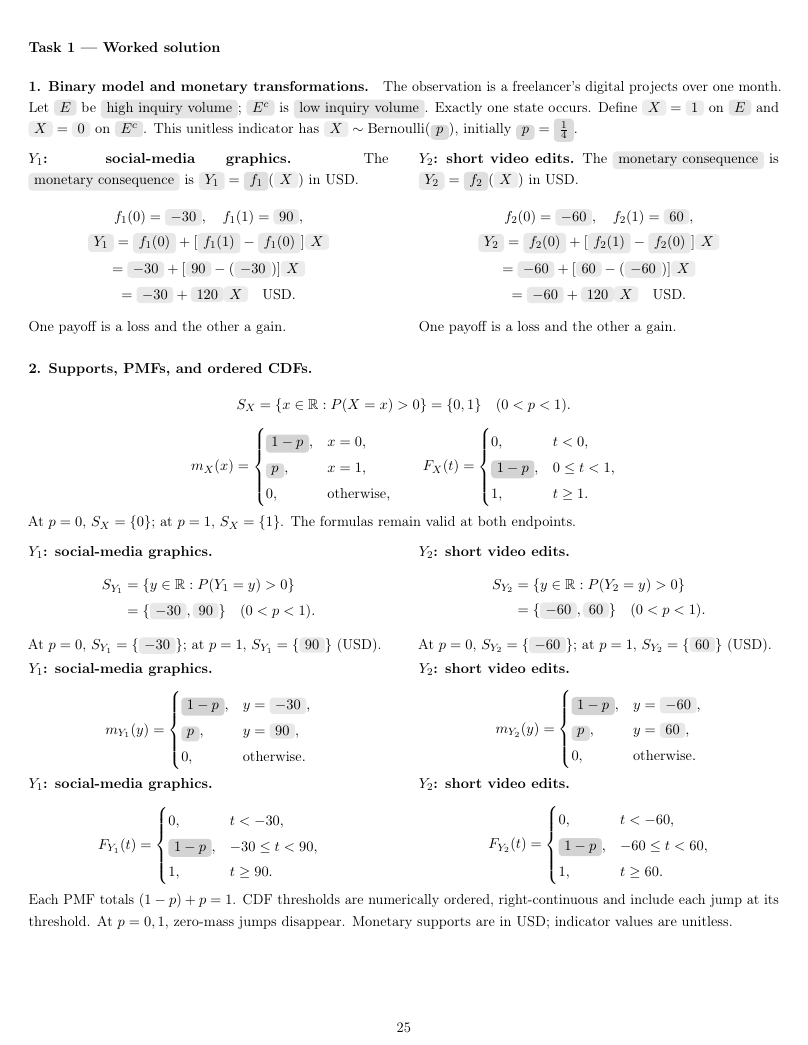 Task 1 — Worked solution
1. Binary model and monetary transformations. The observation is a freelancer's digital projects over one month.
Let E be high inquiry volume ; Eᶜ is low inquiry volume . Exactly one state occurs. Define X = 1 on E and
X = 0 on Eᶜ . This unitless indicator has X ∼ Bernoulli( p ), initially p = 1/4 .
Y₁: social-media graphics. The
monetary consequence is Y₁ = f₁ ( X ) in USD.
f₁(0) = −30 , f₁(1) = 90 ,
Y₁ = f₁(0) + [ f₁(1) − f₁(0) ] X
= −30 + [ 90 − ( −30 )] X
= −30 + 120 X USD.
One payoff is a loss and the other a gain.
Y₂: short video edits. The monetary consequence is
Y₂ = f₂ ( X ) in USD.
f₂(0) = −60 , f₂(1) = 60 ,
Y₂ = f₂(0) + [ f₂(1) − f₂(0) ] X
= −60 + [ 60 − ( −60 )] X
= −60 + 120 X USD.
One payoff is a loss and the other a gain.
2. Supports, PMFs, and ordered CDFs.
S_X = {x ∈ ℝ : P(X = x) > 0} = {0, 1} (0 < p < 1).
m_X(x) = { 1 − p , x = 0,
p , x = 1,
0, otherwise,
F_X(t) = { 0, t < 0,
1 − p , 0 ≤ t < 1,
1, t ≥ 1.
At p = 0, S_X = {0}; at p = 1, S_X = {1}. The formulas remain valid at both endpoints.
Y₁: social-media graphics.
S_Y₁ = {y ∈ ℝ : P(Y₁ = y) > 0}
= { −30 , 90 } (0 < p < 1).
At p = 0, S_Y₁ = { −30 }; at p = 1, S_Y₁ = { 90 } (USD).
Y₂: short video edits.
S_Y₂ = {y ∈ ℝ : P(Y₂ = y) > 0}
= { −60 , 60 } (0 < p < 1).
At p = 0, S_Y₂ = { −60 }; at p = 1, S_Y₂ = { 60 } (USD).
Y₁: social-media graphics.
m_Y₁(y) = { 1 − p , y = −30 ,
p , y = 90 ,
0, otherwise.
Y₂: short video edits.
m_Y₂(y) = { 1 − p , y = −60 ,
p , y = 60 ,
0, otherwise.
Y₁: social-media graphics.
F_Y₁(t) = { 0, t < −30,
1 − p , −30 ≤ t < 90,
1, t ≥ 90.
Y₂: short video edits.
F_Y₂(t) = { 0, t < −60,
1 − p , −60 ≤ t < 60,
1, t ≥ 60.
Each PMF totals (1 − p) + p = 1. CDF thresholds are numerically ordered, right-continuous and include each jump at its
threshold. At p = 0, 1, zero-mass jumps disappear. Monetary supports are in USD; indicator values are unitless.
25